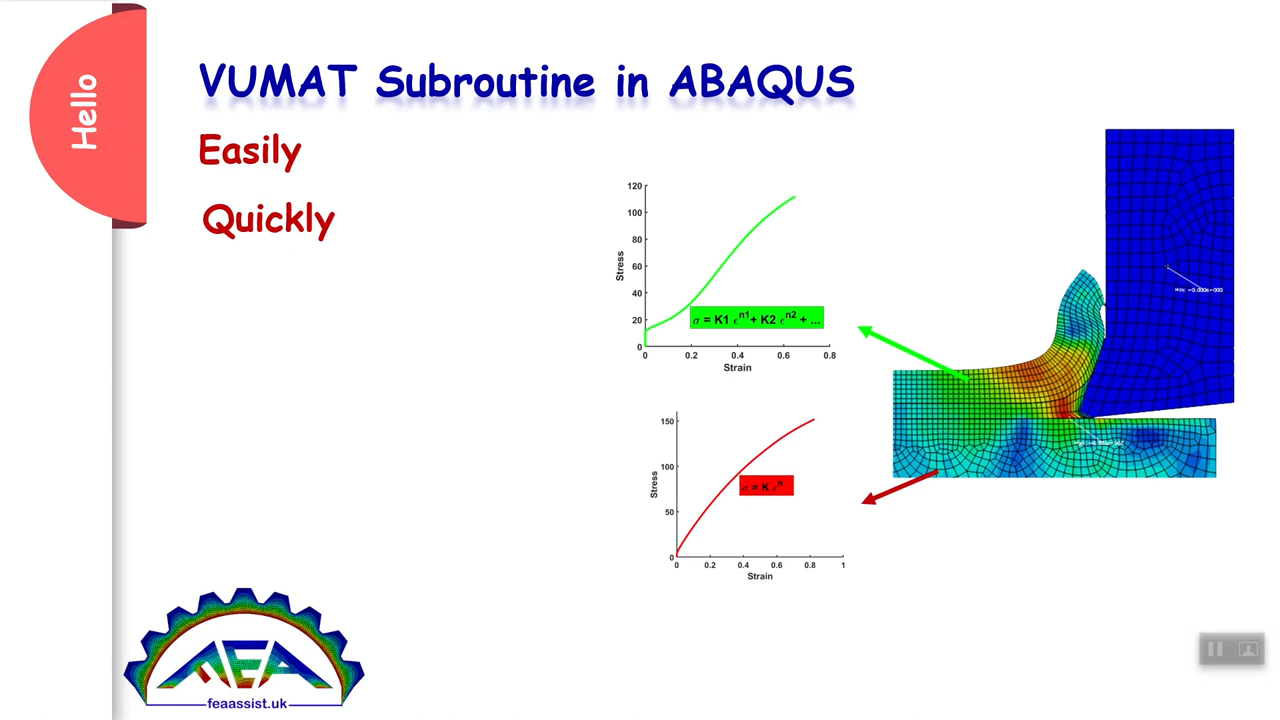 Hello
VUMAT Subroutine in ABAQUS
Easily
Quickly
120
100
80
60
40
20
0
Stress
σ = K1 ϵ^n1 + K2 ϵ^n2 + ...
0 0.2 0.4 0.6 0.8
Strain
150
100
50
0
Stress
σ = K ϵ^n
0 0.2 0.4 0.6 0.8 1
Strain
FEA
feaassist.uk